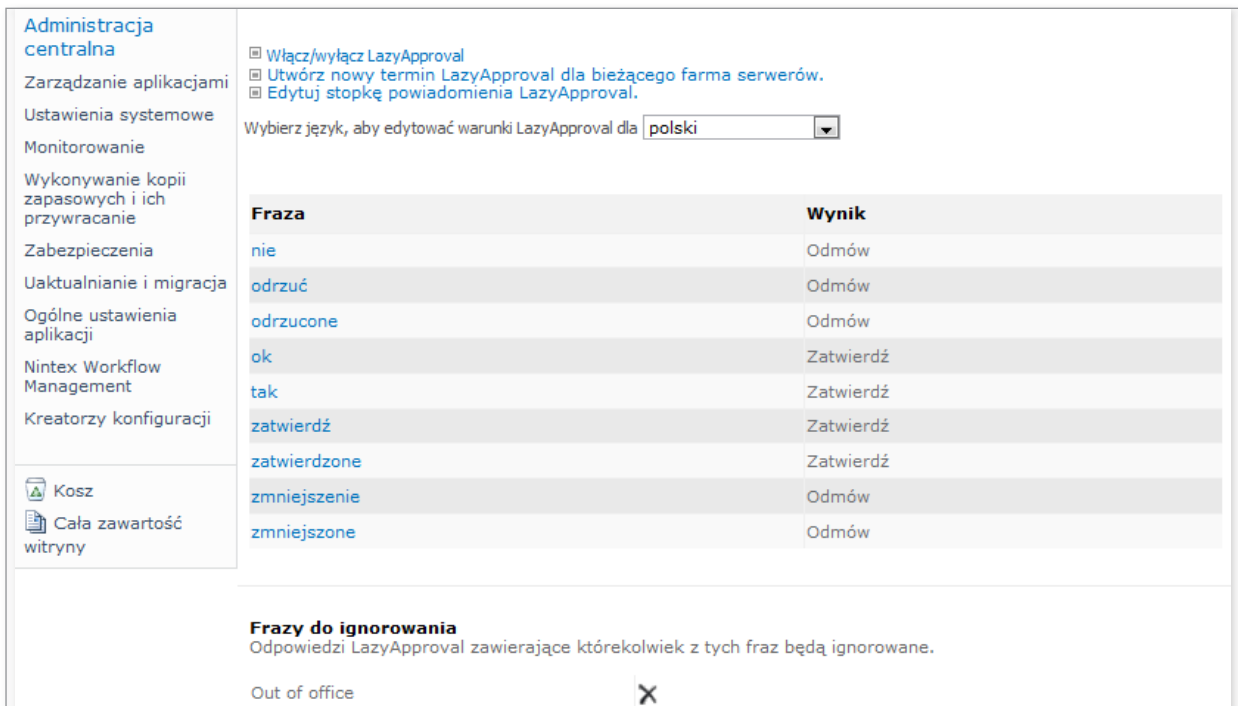 Administracja
centralna
Zarządzanie aplikacjami
Ustawienia systemowe
Monitorowanie
Wykonywanie kopii
zapasowych i ich
przywracanie
Zabezpieczenia
Uaktualnianie i migracja
Ogólne ustawienia
aplikacji
Nintex Workflow
Management
Kreatorzy konfiguracji
Kosz
Cała zawartość
witryny
Włącz/wyłącz LazyApproval
Utwórz nowy termin LazyApproval dla bieżącego farma serwerów.
Edytuj stopkę powiadomienia LazyApproval.
Wybierz język, aby edytować warunki LazyApproval dla polski
Fraza Wynik
nie Odmów
odrzuć Odmów
odrzucone Odmów
ok Zatwierdź
tak Zatwierdź
zatwierdź Zatwierdź
zatwierdzone Zatwierdź
zmniejszenie Odmów
zmniejszone Odmów
Frazy do ignorowania
Odpowiedzi LazyApproval zawierające którekolwiek z tych fraz będą ignorowane.
Out of office